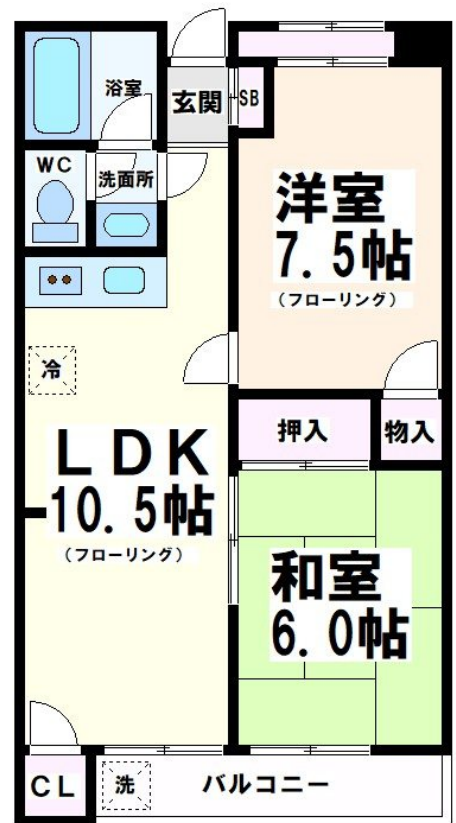 浴室
玄関
SB
WC
洗面所
洋室
7.5帖
(フローリング)
冷
押入
物入
LDK
10.5帖
(フローリング)
和室
6.0帖
CL
洗
バルコニー